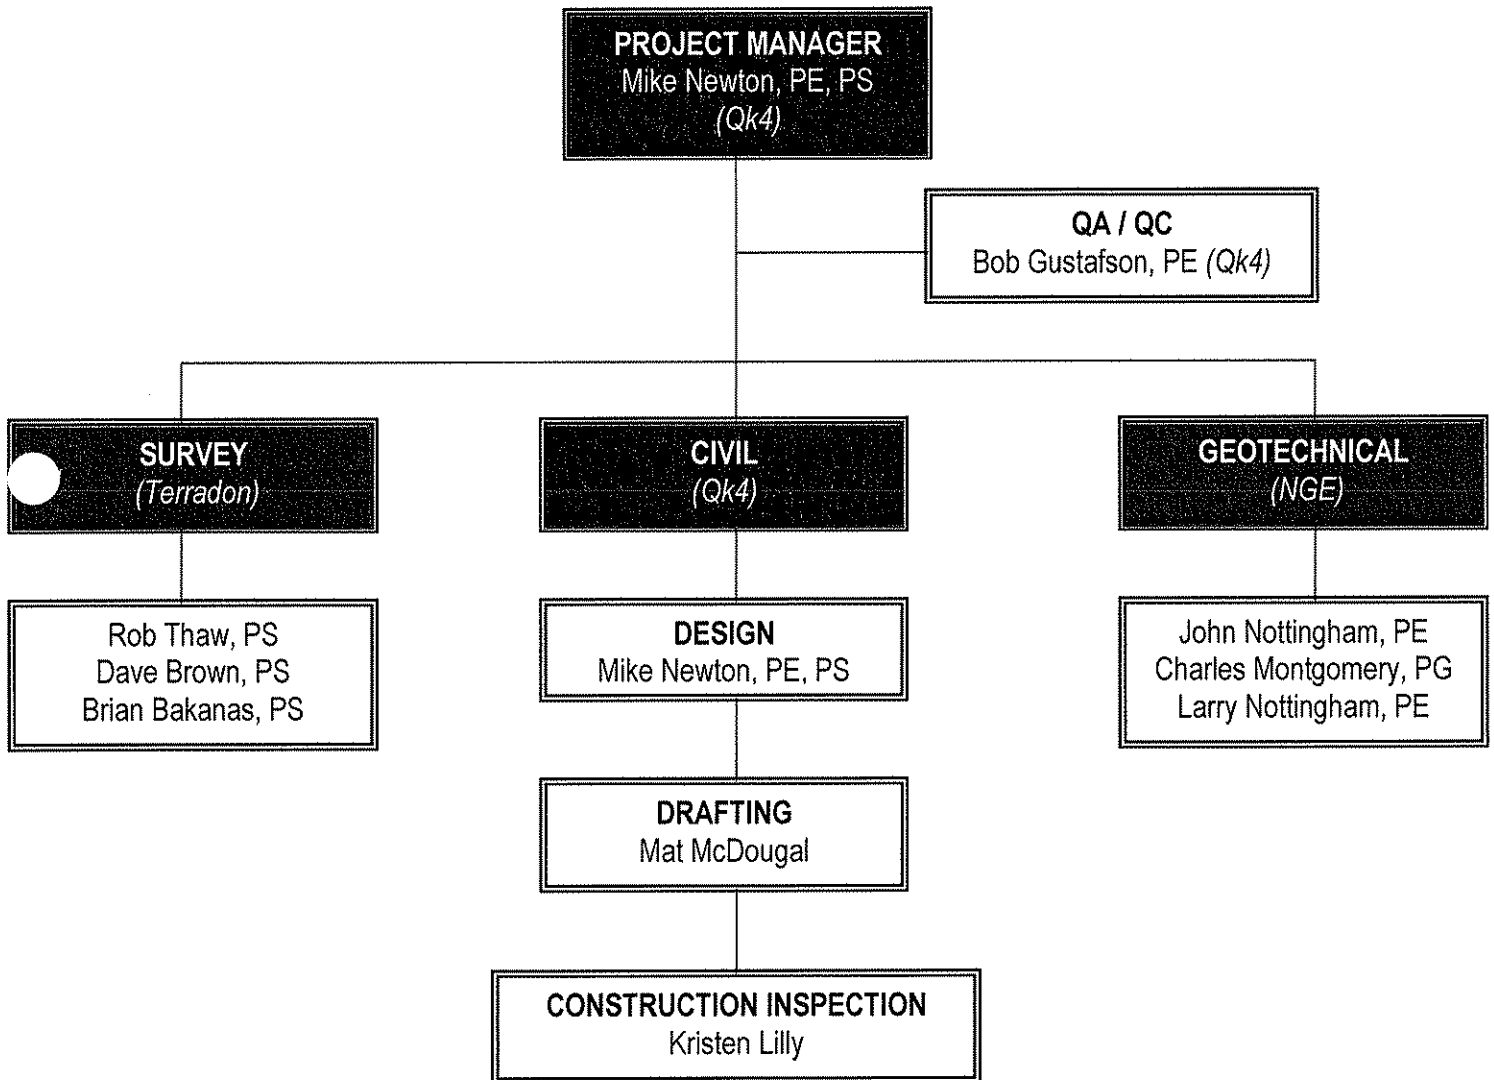 PROJECT MANAGER
Mike Newton, PE, PS
(Qk4)
QA / QC
Bob Gustafson, PE (Qk4)
SURVEY
(Terradon)
CIVIL
(Qk4)
GEOTECHNICAL
(NGE)
Rob Thaw, PS
Dave Brown, PS
Brian Bakanas, PS
DESIGN
Mike Newton, PE, PS
John Nottingham, PE
Charles Montgomery, PG
Larry Nottingham, PE
DRAFTING
Mat McDougal
CONSTRUCTION INSPECTION
Kristen Lilly